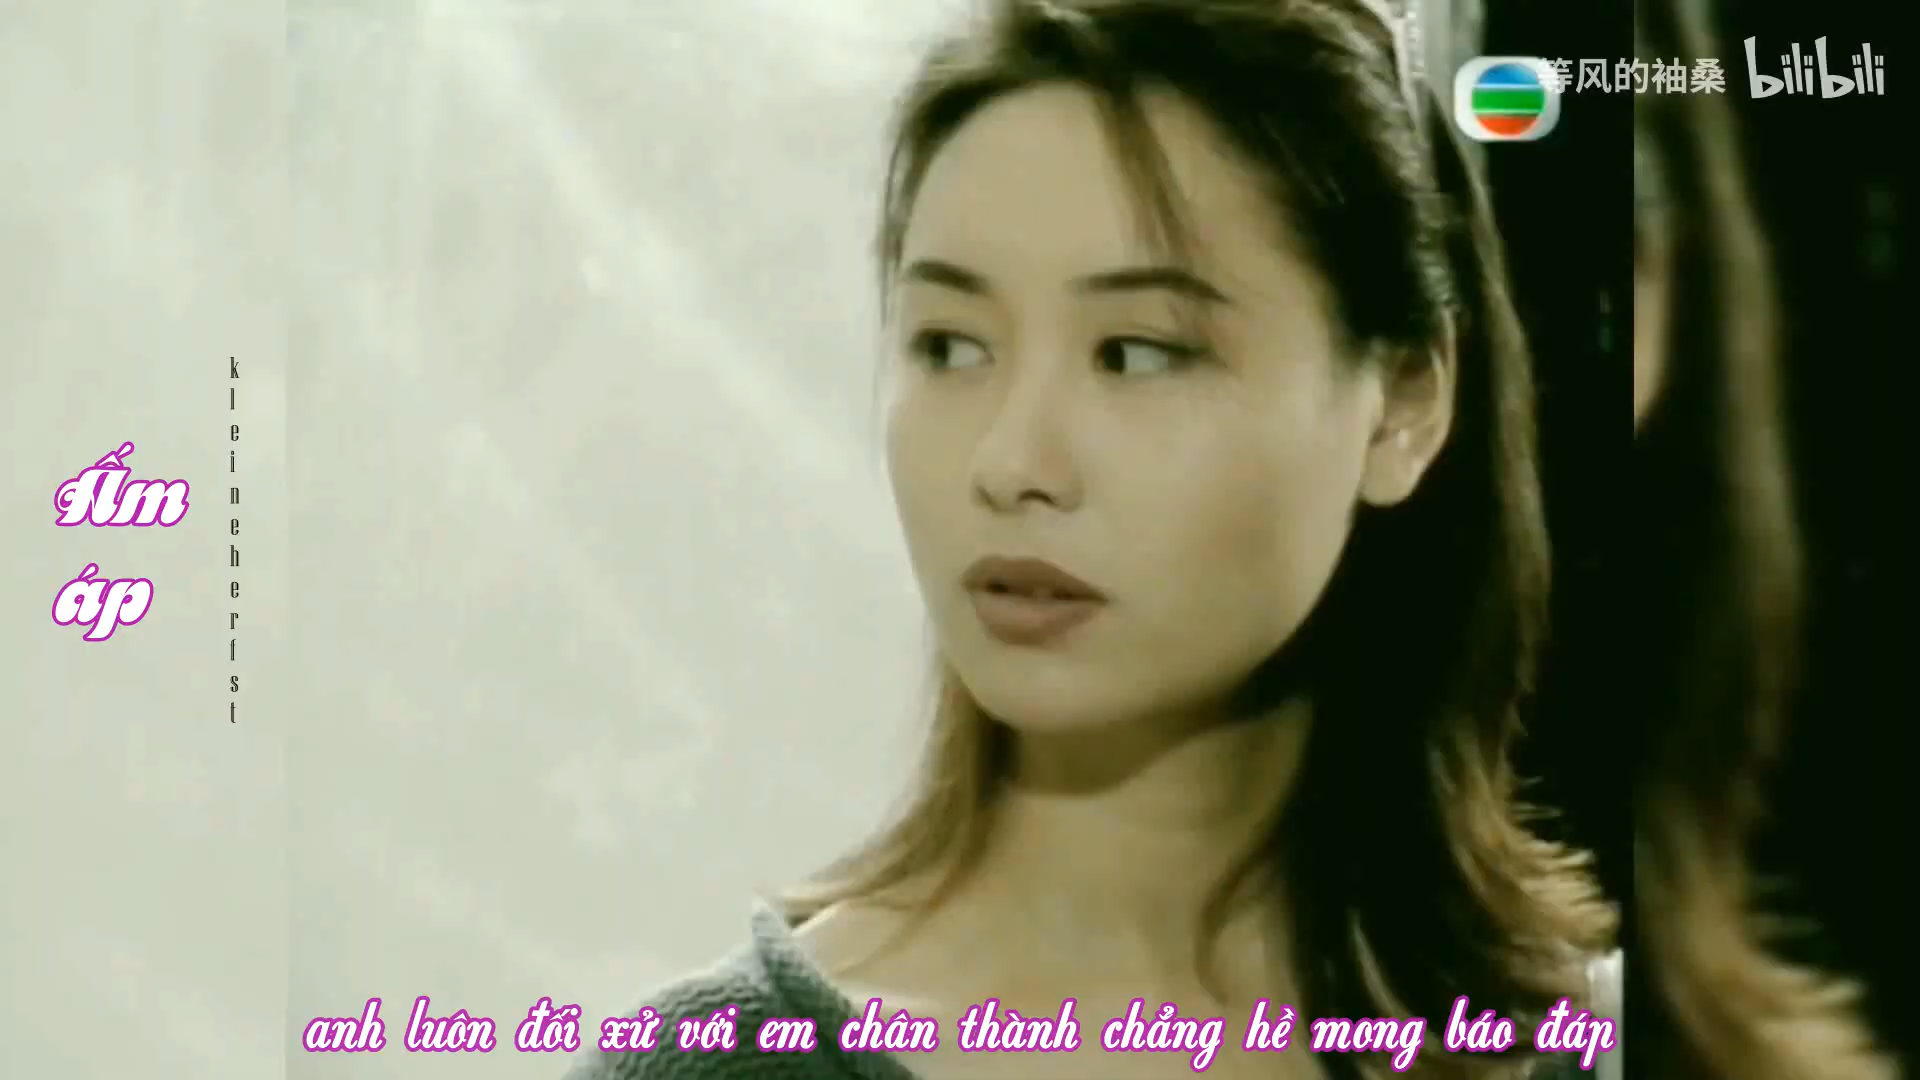 等风的袖桑 bilibili
Ấm
áp
kleineherfst
anh luôn đối xử với em chân thành chẳng hề mong báo đáp